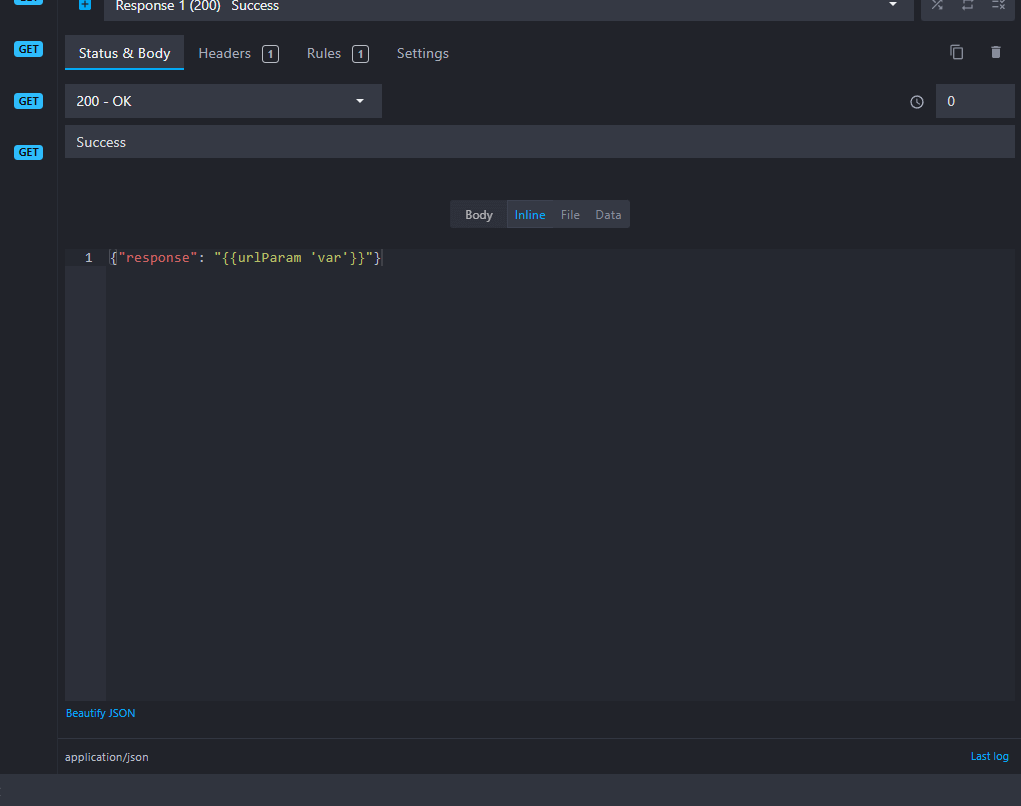 Response 1 (200) Success
GET
Status & Body Headers 1 Rules 1 Settings
GET
200 - OK 0
GET
Success
Body Inline File Data
1 {"response": "{{urlParam 'var'}}"}
Beautify JSON
application/json Last log